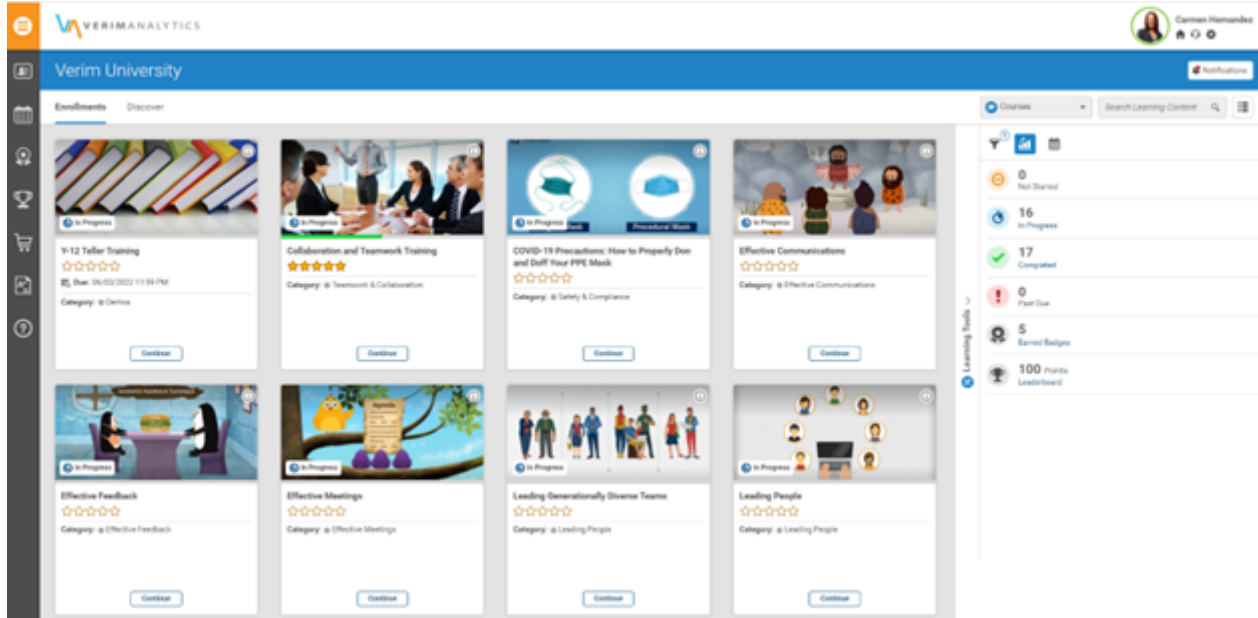 VERIMANALYTICS
Carmen Hernandez
Verim University
Notifications
Enrollments Discover
Courses
Search Learning Content
In Progress
Y-12 Teller Training
Due: 06/03/2022 11:59 PM
Category: Demos
Continue
In Progress
Collaboration and Teamwork Training
Category: Teamwork & Collaboration
Continue
In Progress
Mask
Procedural Mask
COVID-19 Precautions: How to Properly Don
and Doff Your PPE Mask
Category: Safety & Compliance
Continue
In Progress
Effective Communications
Category: Effective Communications
Continue
In Progress
Effective Feedback
Category: Effective Feedback
Continue
Agenda
In Progress
Effective Meetings
Category: Effective Meetings
Continue
In Progress
Leading Generationally Diverse Teams
Category: Leading People
Continue
In Progress
Leading People
Category: Leading People
Continue
Learning Tools
0
Not Started
16
In Progress
17
Completed
0
Past Due
5
Earned Badges
100 Points
Leaderboard